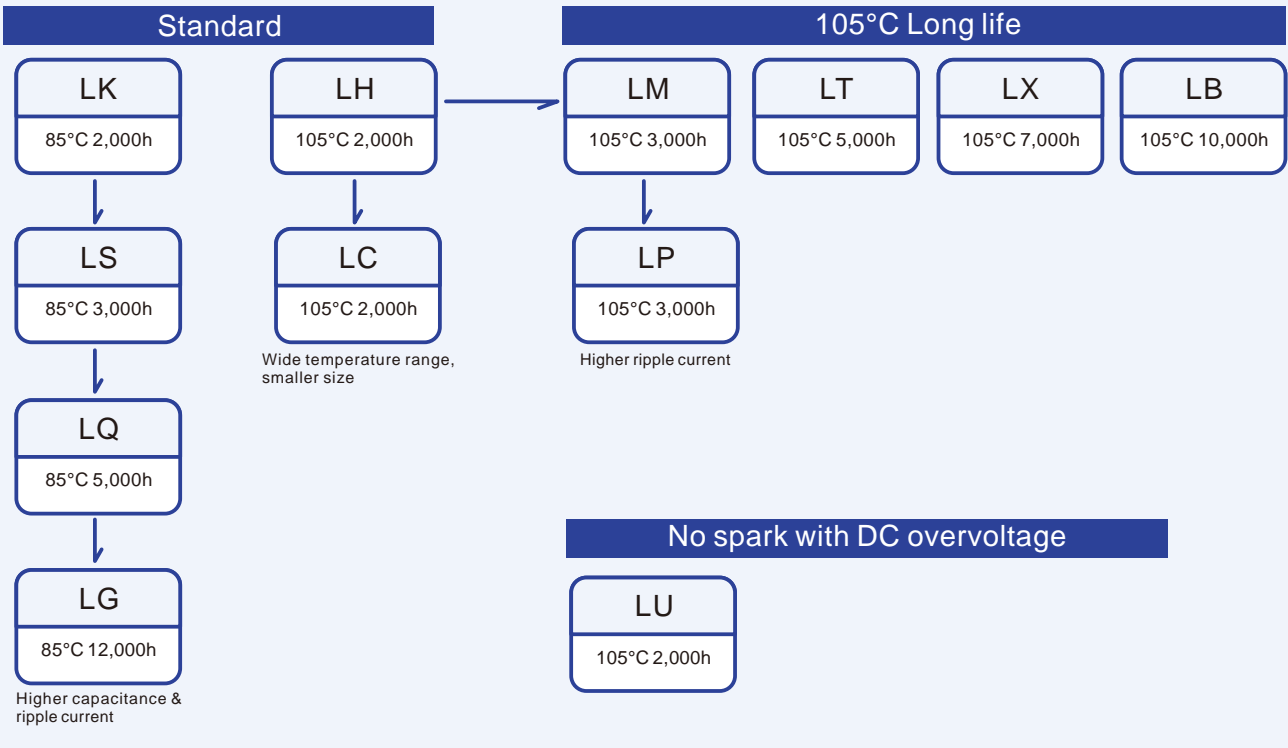 Standard
105°C Long life
LK
85°C 2,000h
LH
105°C 2,000h
LM
105°C 3,000h
LT
105°C 5,000h
LX
105°C 7,000h
LB
105°C 10,000h
LS
85°C 3,000h
LC
105°C 2,000h
Wide temperature range,
smaller size
LP
105°C 3,000h
Higher ripple current
LQ
85°C 5,000h
LG
85°C 12,000h
Higher capacitance &
ripple current
No spark with DC overvoltage
LU
105°C 2,000h